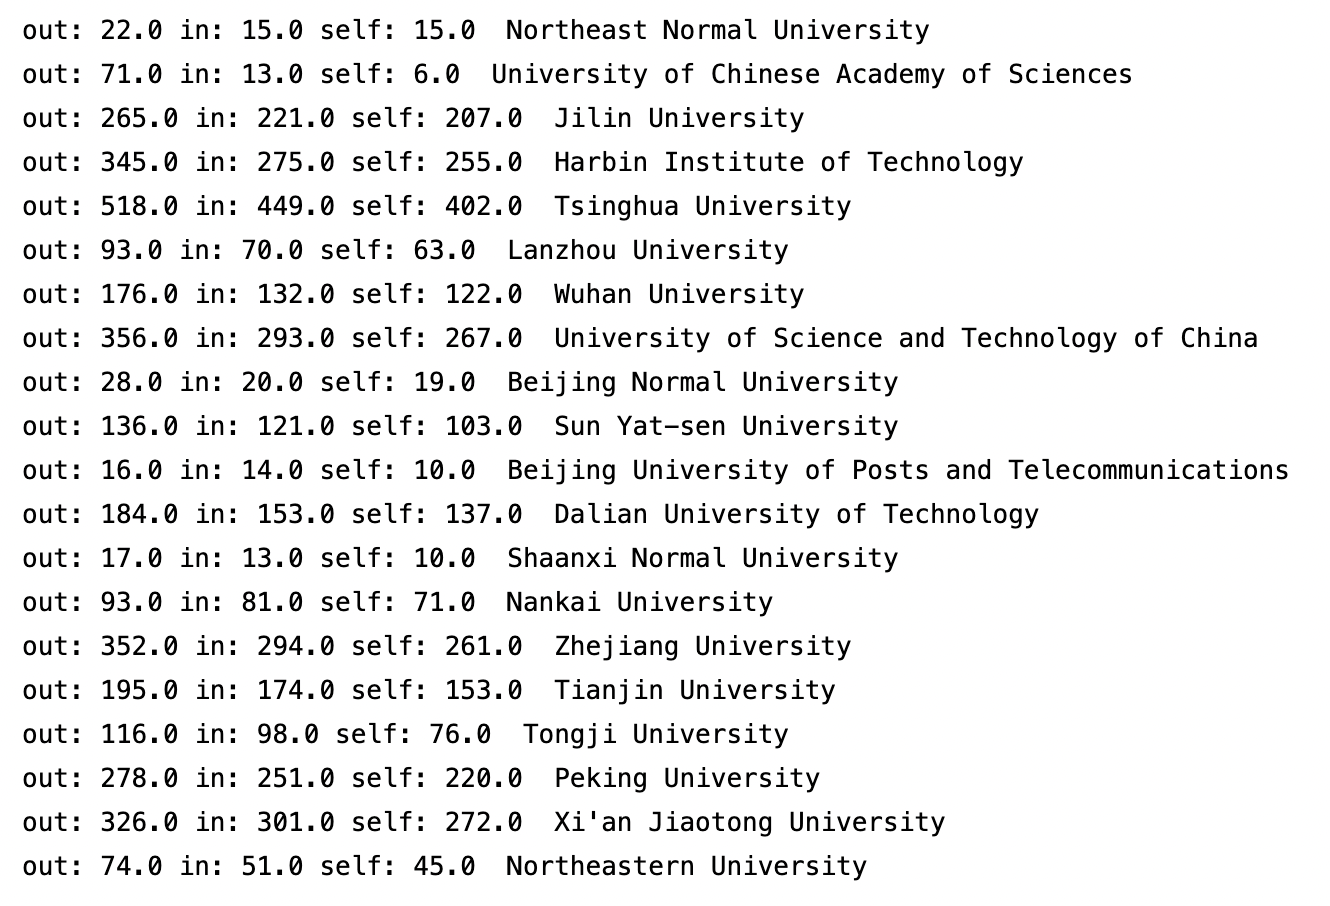 out: 22.0 in: 15.0 self: 15.0  Northeast Normal University
out: 71.0 in: 13.0 self: 6.0  University of Chinese Academy of Sciences
out: 265.0 in: 221.0 self: 207.0  Jilin University
out: 345.0 in: 275.0 self: 255.0  Harbin Institute of Technology
out: 518.0 in: 449.0 self: 402.0  Tsinghua University
out: 93.0 in: 70.0 self: 63.0  Lanzhou University
out: 176.0 in: 132.0 self: 122.0  Wuhan University
out: 356.0 in: 293.0 self: 267.0  University of Science and Technology of China
out: 28.0 in: 20.0 self: 19.0  Beijing Normal University
out: 136.0 in: 121.0 self: 103.0  Sun Yat-sen University
out: 16.0 in: 14.0 self: 10.0  Beijing University of Posts and Telecommunications
out: 184.0 in: 153.0 self: 137.0  Dalian University of Technology
out: 17.0 in: 13.0 self: 10.0  Shaanxi Normal University
out: 93.0 in: 81.0 self: 71.0  Nankai University
out: 352.0 in: 294.0 self: 261.0  Zhejiang University
out: 195.0 in: 174.0 self: 153.0  Tianjin University
out: 116.0 in: 98.0 self: 76.0  Tongji University
out: 278.0 in: 251.0 self: 220.0  Peking University
out: 326.0 in: 301.0 self: 272.0  Xi'an Jiaotong University
out: 74.0 in: 51.0 self: 45.0  Northeastern University